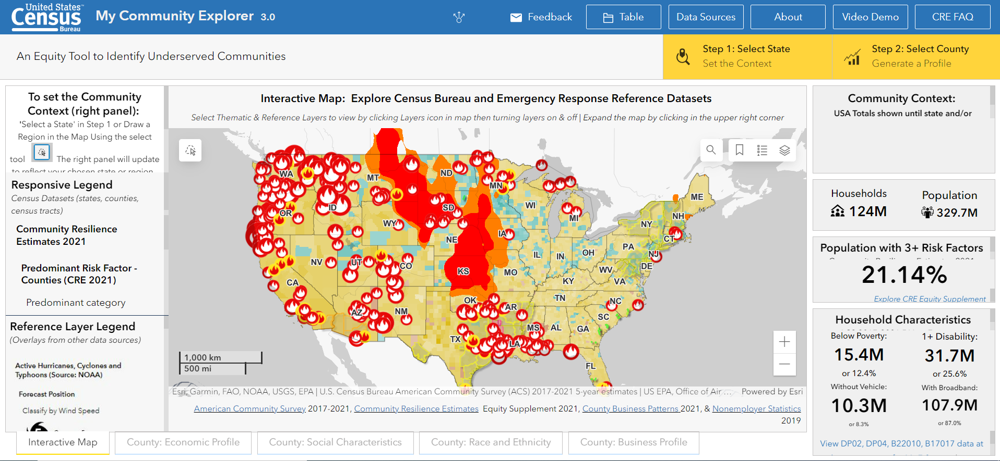 United States™
Census
Bureau
My Community Explorer 3.0
Feedback
Table
Data Sources
About
Video Demo
CRE FAQ
An Equity Tool to Identify Underserved Communities
Step 1: Select State
Set the Context
Step 2: Select County
Generate a Profile
To set the Community
Context (right panel):
'Select a State' in Step 1 or Draw a
Region in the Map Using the select
tool The right panel will update
to reflect your chosen state or region
Responsive Legend
Census Datasets (states, counties,
census tracts)
Community Resilience
Estimates 2021
Predominant Risk Factor -
Counties (CRE 2021)
Predominant category
Reference Layer Legend
(Overlays from other data sources)
Active Hurricanes, Cyclones and
Typhoons (Source: NOAA)
Forecast Position
Classify by Wind Speed
Interactive Map: Explore Census Bureau and Emergency Response Reference Datasets
Select Thematic & Reference Layers to view by clicking Layers icon in map then turning layers on & off | Expand the map by clicking in the upper right corner
WA
MT
ND
MN
OR
ID
SD
WI
ME
WY
MI
NH
NY
NE
IA
CT
PA
NV
UT
CO
IL
IN
OH
NJ
KS
MO
WV
DE
CA
KY
VA
OK
TN
AZ
NM
AR
NC
SC
MS
AL
GA
TX
LA
FL
1,000 km
500 mi
Esri, Garmin, FAO, NOAA, USGS, EPA | U.S. Census Bureau American Community Survey (ACS) 2017-2021 5-year estimates | US EPA, Office of Air ... Powered by Esri
American Community Survey 2017-2021, Community Resilience Estimates Equity Supplement 2021, County Business Patterns 2021, & Nonemployer Statistics
2019
Interactive Map
County: Economic Profile
County: Social Characteristics
County: Race and Ethnicity
County: Business Profile
Community Context:
USA Totals shown until state and/or
Households
124M
Population
329.7M
Population with 3+ Risk Factors
21.14%
Explore CRE Equity Supplement
Household Characteristics
Below Poverty:
15.4M
or 12.4%
1+ Disability:
31.7M
or 25.6%
Without Vehicle:
10.3M
or 8.3%
With Broadband:
107.9M
or 87.0%
View DP02, DP04, B22010, B17017 data at